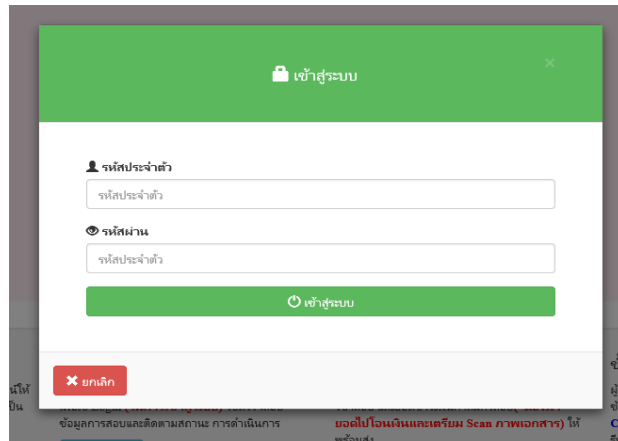 เข้าสู่ระบบ
×
รหัสประจำตัว
รหัสประจำตัว
รหัสผ่าน
รหัสประจำตัว
เข้าสู่ระบบ
ยกเลิก
ข้อมูลการสอบและติดตามสถานะ การดำเนินการ
ยอดไปโอนเงินและเตรียม Scan ภาพเอกสาร) ให้